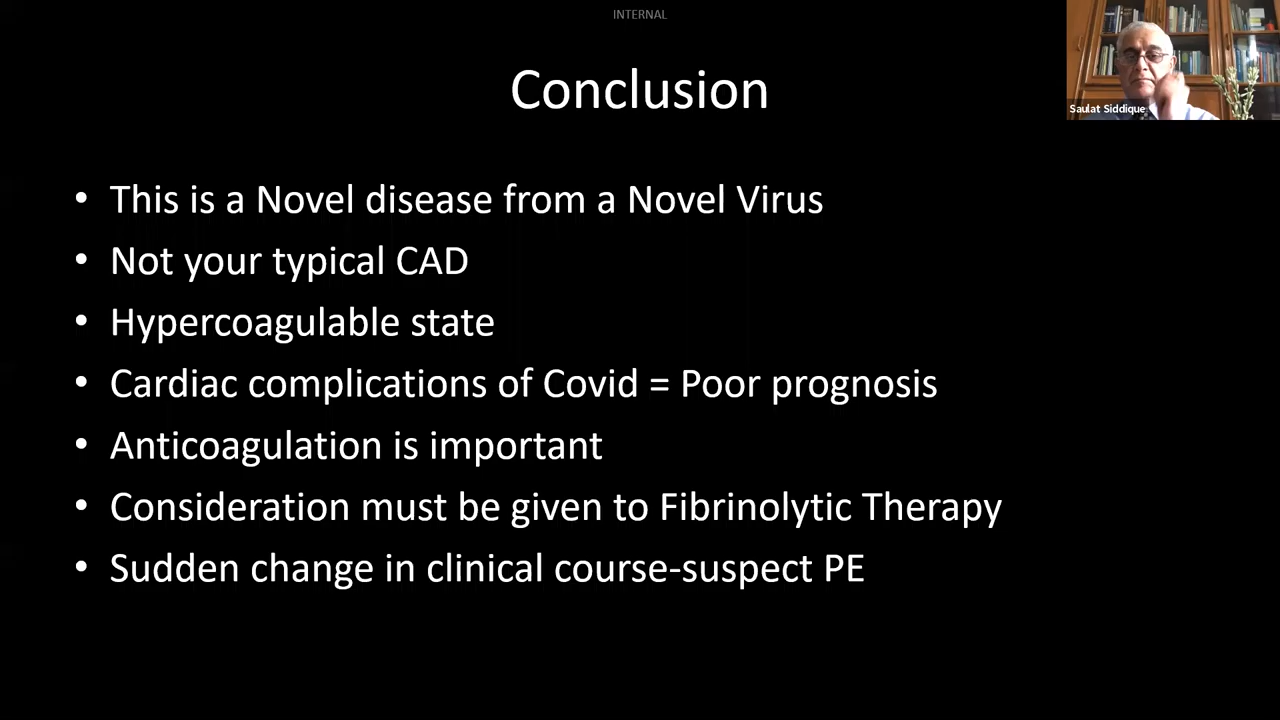 INTERNAL
Conclusion
Saulat Siddique
• This is a Novel disease from a Novel Virus
• Not your typical CAD
• Hypercoagulable state
• Cardiac complications of Covid = Poor prognosis
• Anticoagulation is important
• Consideration must be given to Fibrinolytic Therapy
• Sudden change in clinical course-suspect PE